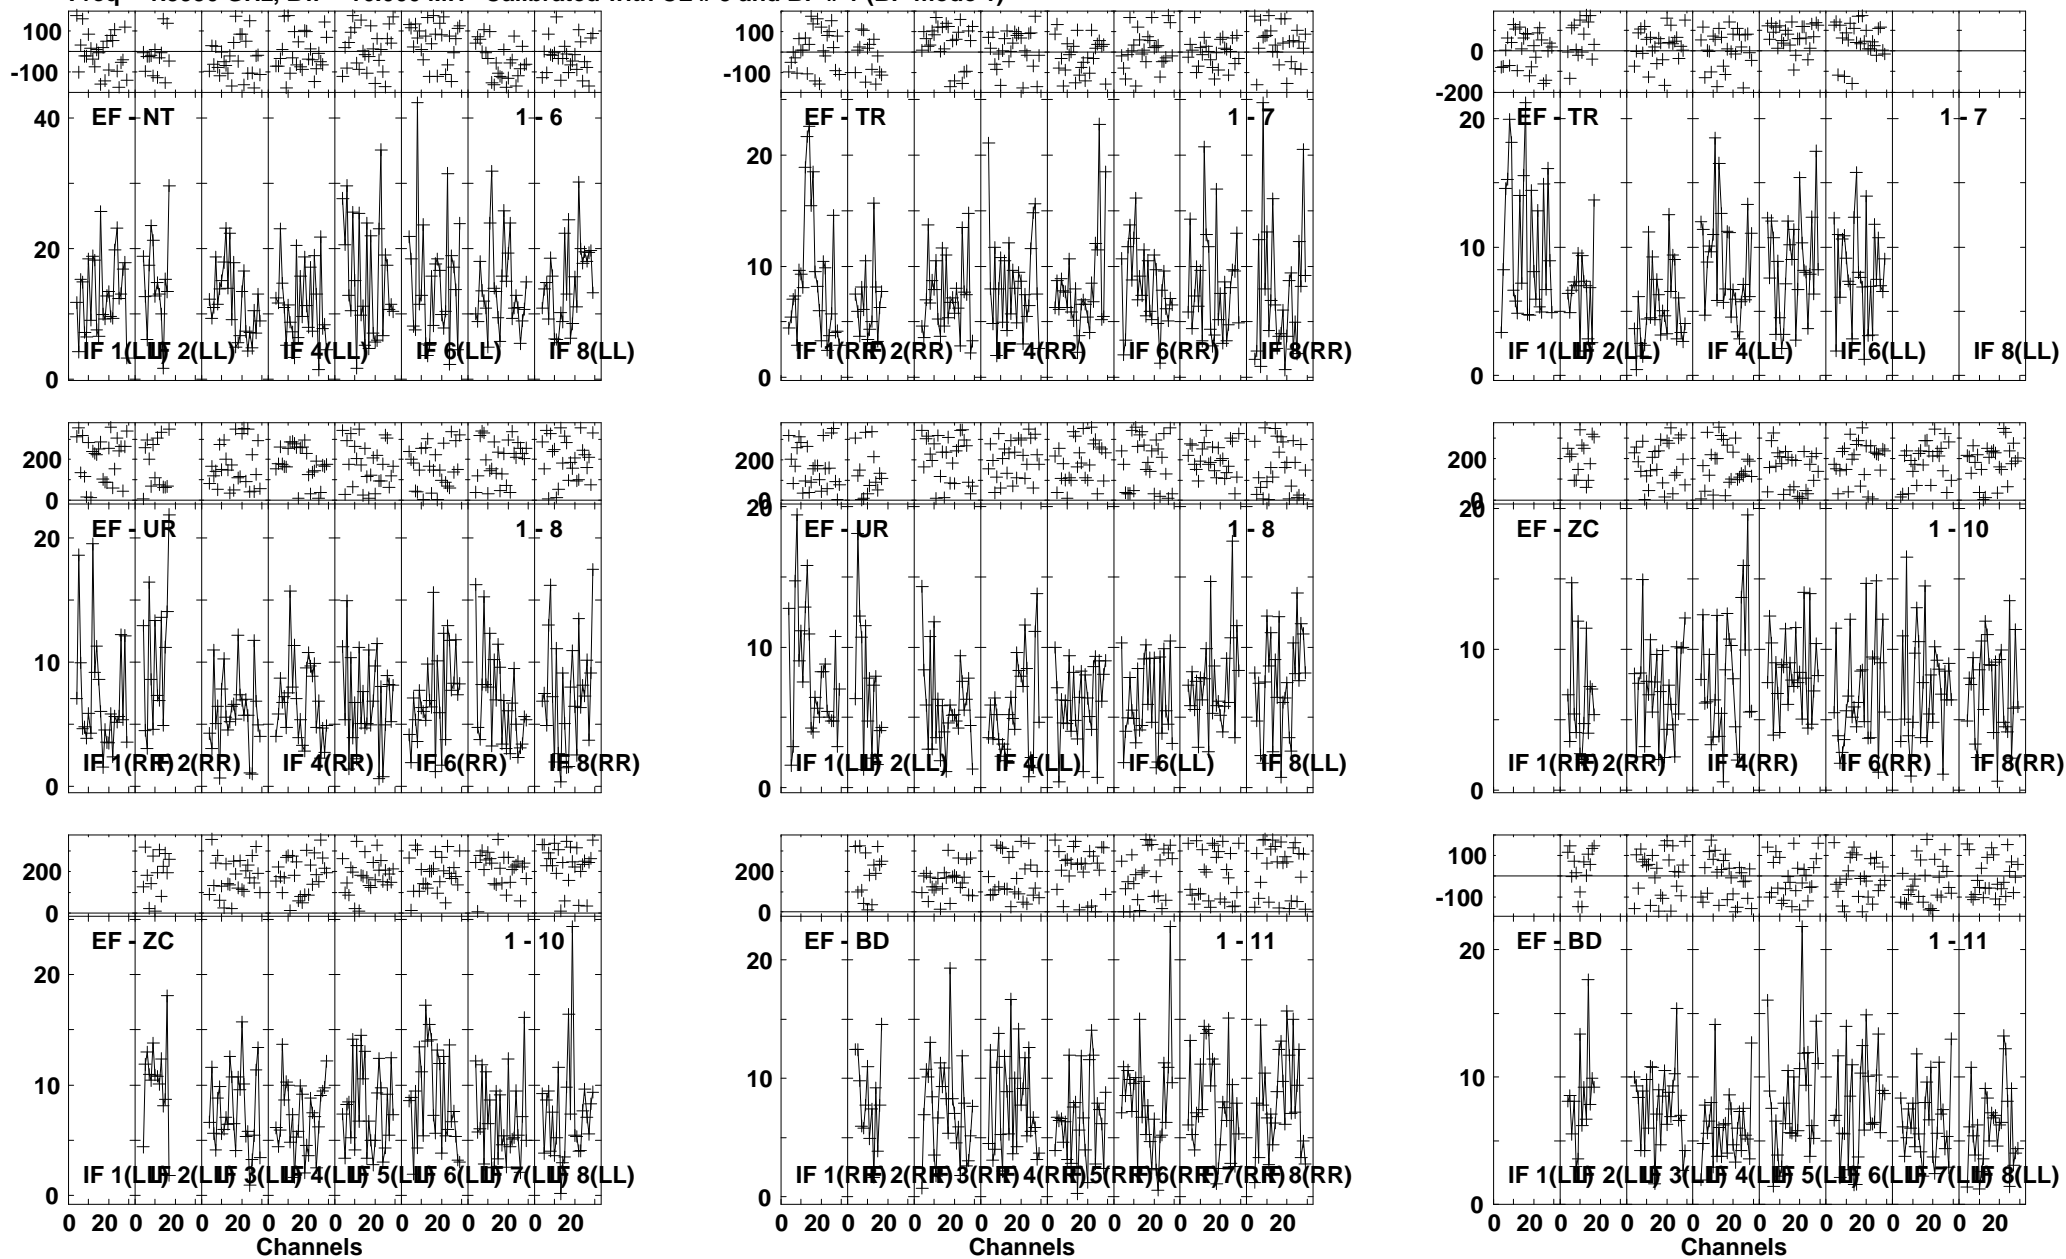 100
-100
EF - NT 1 - 6
40
20
0
IF 1(LL) IF 2(LL) IF 4(LL) IF 6(LL) IF 8(LL)
100
-100
EF - TR 1 - 7
20
10
0
IF 1(RR) IF 2(RR) IF 4(RR) IF 6(RR) IF 8(RR)
0
-200
EF - TR 1 - 7
20
10
0
IF 1(LL) IF 2(LL) IF 4(LL) IF 6(LL) IF 8(LL)
200
0
EF - UR 1 - 8
20
10
0
IF 1(RR) IF 2(RR) IF 4(RR) IF 6(RR) IF 8(RR)
200
0
EF - UR 1 - 8
20
10
0
IF 1(LL) IF 2(LL) IF 4(LL) IF 6(LL) IF 8(LL)
200
0
EF - ZC 1 - 10
20
10
0
IF 1(RR) IF 2(RR) IF 4(RR) IF 6(RR) IF 8(RR)
200
0
EF - ZC 1 - 10
20
10
0
IF 1(LL) IF 2(LL) IF 3(LL) IF 4(LL) IF 5(LL) IF 6(LL) IF 7(LL) IF 8(LL)
0 20 0 20 0 20 0 20 0 20 0 20 0 20 0 20
Channels
200
0
EF - BD 1 - 11
20
10
0
IF 1(RR) IF 2(RR) IF 3(RR) IF 4(RR) IF 5(RR) IF 6(RR) IF 7(RR) IF 8(RR)
0 20 0 20 0 20 0 20 0 20 0 20 0 20 0 20
Channels
100
-100
EF - BD 1 - 11
20
10
0
IF 1(LL) IF 2(LL) IF 3(LL) IF 4(LL) IF 5(LL) IF 6(LL) IF 7(LL) IF 8(LL)
0 20 0 20 0 20 0 20 0 20 0 20 0 20 0 20
Channels